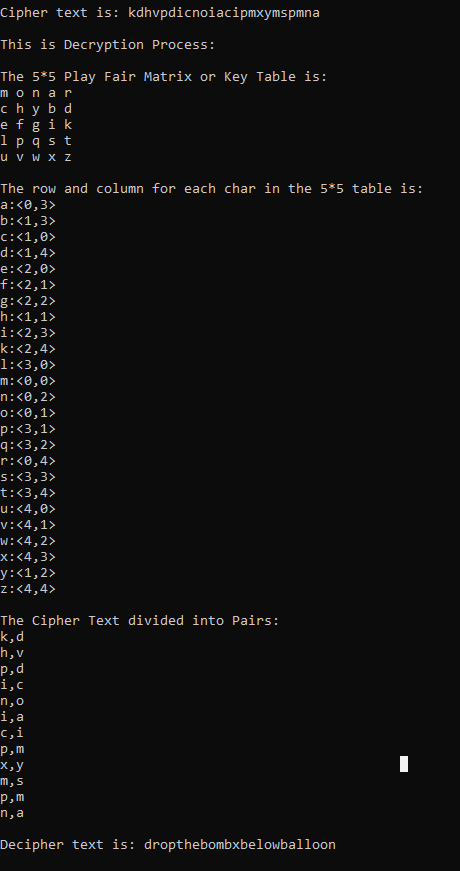 Cipher text is: kdhvpdicnoiacipmxymspmna
This is Decryption Process:
The 5*5 Play Fair Matrix or Key Table is:
m o n a r
c h y b d
e f g i k
l p q s t
u v w x z
The row and column for each char in the 5*5 table is:
a:<0,3>
b:<1,3>
c:<1,0>
d:<1,4>
e:<2,0>
f:<2,1>
g:<2,2>
h:<1,1>
i:<2,3>
k:<2,4>
l:<3,0>
m:<0,0>
n:<0,2>
o:<0,1>
p:<3,1>
q:<3,2>
r:<0,4>
s:<3,3>
t:<3,4>
u:<4,0>
v:<4,1>
w:<4,2>
x:<4,3>
y:<1,2>
z:<4,4>
The Cipher Text divided into Pairs:
k,d
h,v
p,d
i,c
n,o
i,a
c,i
p,m
x,y
m,s
p,m
n,a
Decipher text is: dropthebombxbelowballoon